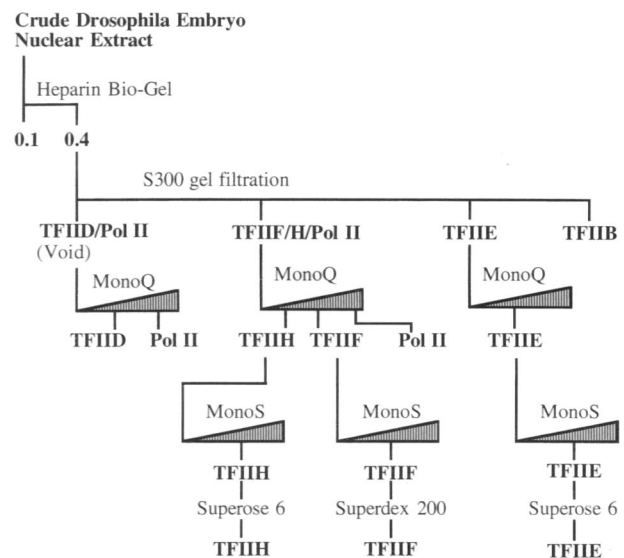 Crude Drosophila Embryo
Nuclear Extract
Heparin Bio-Gel
0.1 0.4
S300 gel filtration
TFIID/Pol II TFIIF/H/Pol II TFIIE TFIIB
(Void)
MonoQ MonoQ MonoQ
TFIID Pol II TFIIH TFIIF Pol II TFIIE
MonoS MonoS MonoS
TFIIH TFIIF TFIIE
Superose 6 Superdex 200 Superose 6
TFIIH TFIIF TFIIE